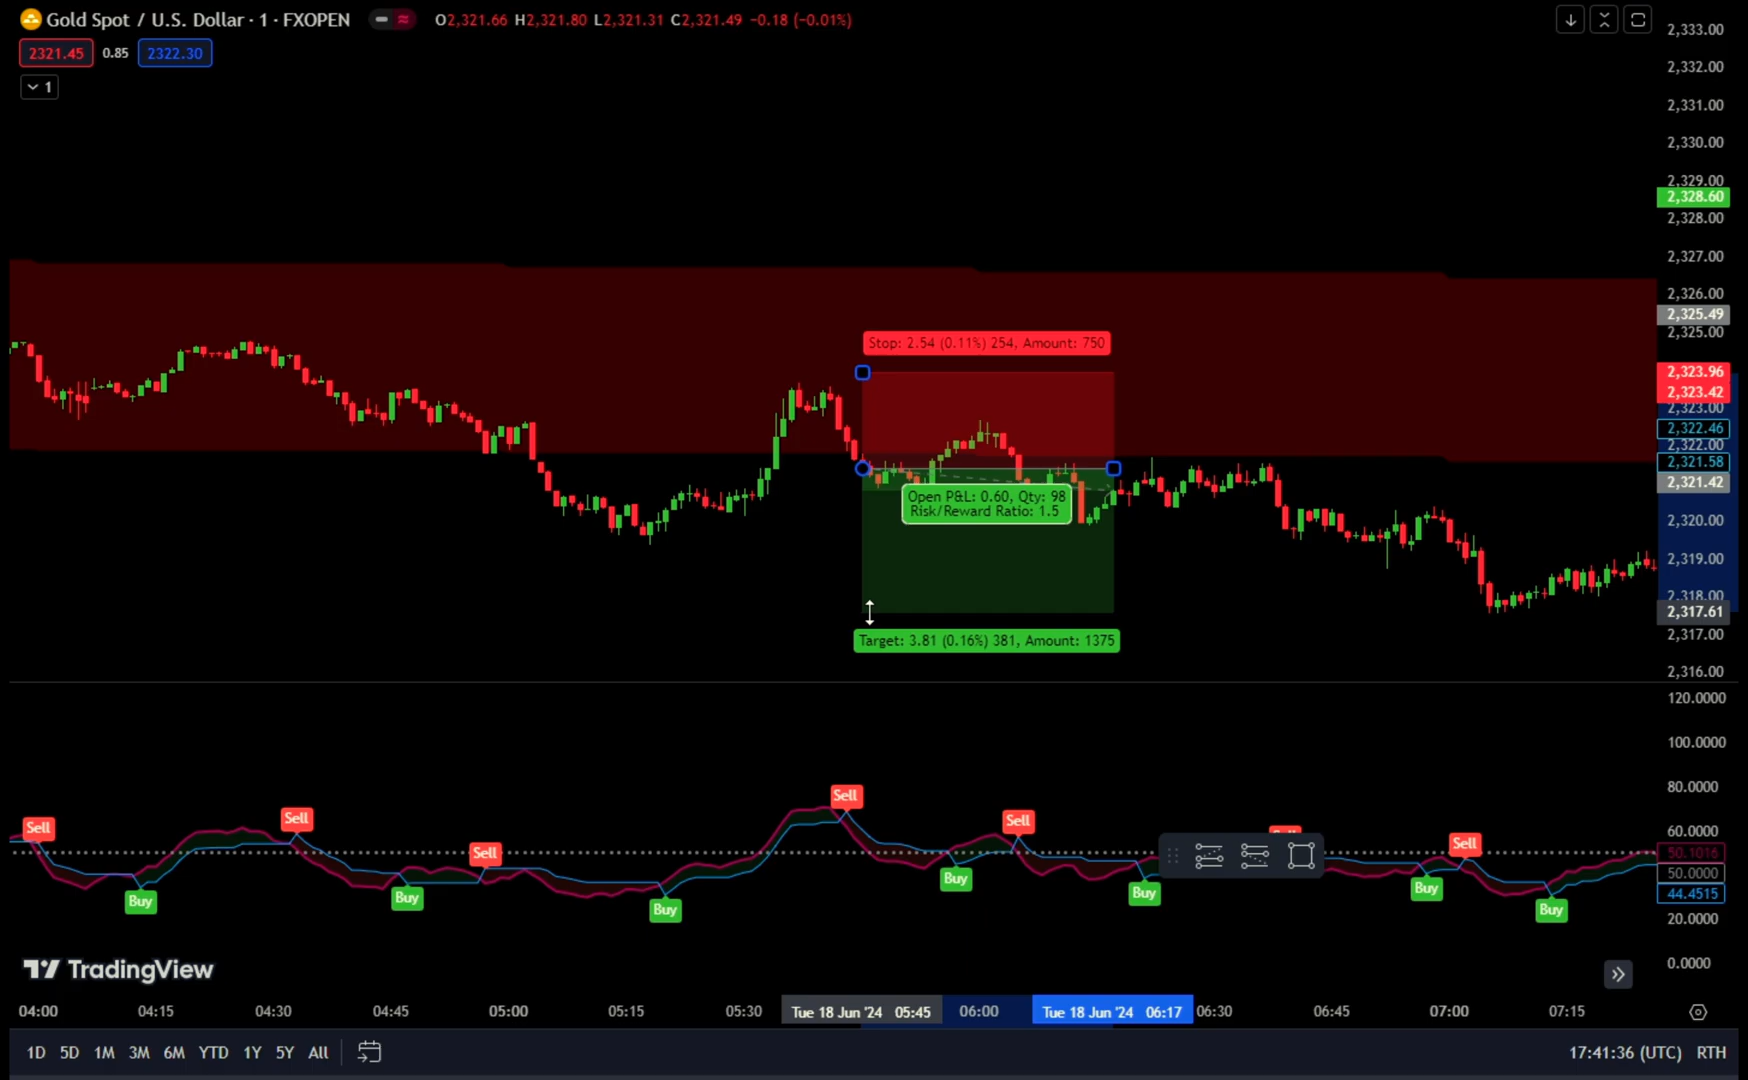 Gold Spot / U.S. Dollar · 1 · FXOPEN
O2,321.66 H2,321.80 L2,321.31 C2,321.49 −0.18 (−0.01%)
2321.45 0.85 2322.30
1
2,333.00
2,332.00
2,331.00
2,330.00
2,329.00
2,328.60
2,328.00
2,327.00
2,326.00
2,325.49
2,325.00
Stop: 2.54 (0.11%) 254, Amount: 750
2,323.96
2,323.42
2,323.00
2,322.46
2,322.00
2,321.58
2,321.42
Open P&L: 0.60, Qty: 98
Risk/Reward Ratio: 1.5
2,320.00
2,319.00
2,318.00
2,317.61
Target: 3.81 (0.16%) 381, Amount: 1375
2,317.00
2,316.00
120.0000
100.0000
80.0000
60.0000
50.1016
50.0000
44.4515
20.0000
0.0000
Sell
Buy
Sell
Buy
Sell
Buy
Sell
Buy
Sell
Buy
Buy
Sell
Buy
TradingView
04:00 04:15 04:30 04:45 05:00 05:15 05:30 Tue 18 Jun '24 05:45 06:00 Tue 18 Jun '24 06:17 06:30 06:45 07:00 07:15
1D 5D 1M 3M 6M YTD 1Y 5Y All
17:41:36 (UTC) RTH